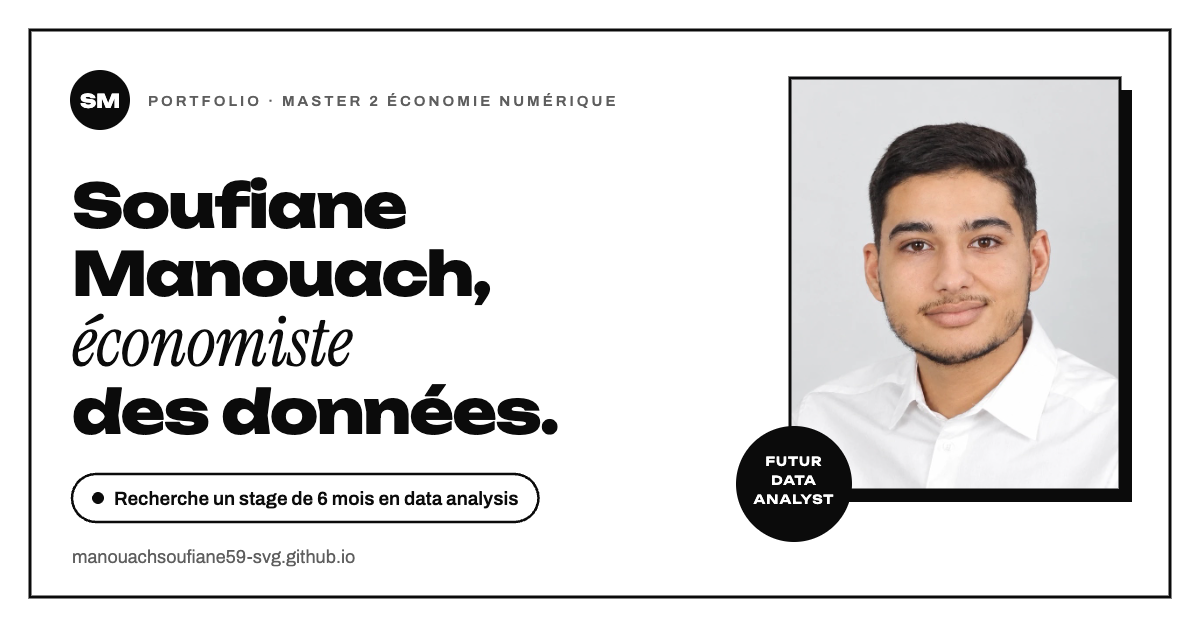 SM
PORTFOLIO · MASTER 2 ÉCONOMIE NUMÉRIQUE
Soufiane
Manouach,
économiste
des données.
Recherche un stage de 6 mois en data analysis
manouachsoufiane59-svg.github.io
FUTUR
DATA
ANALYST